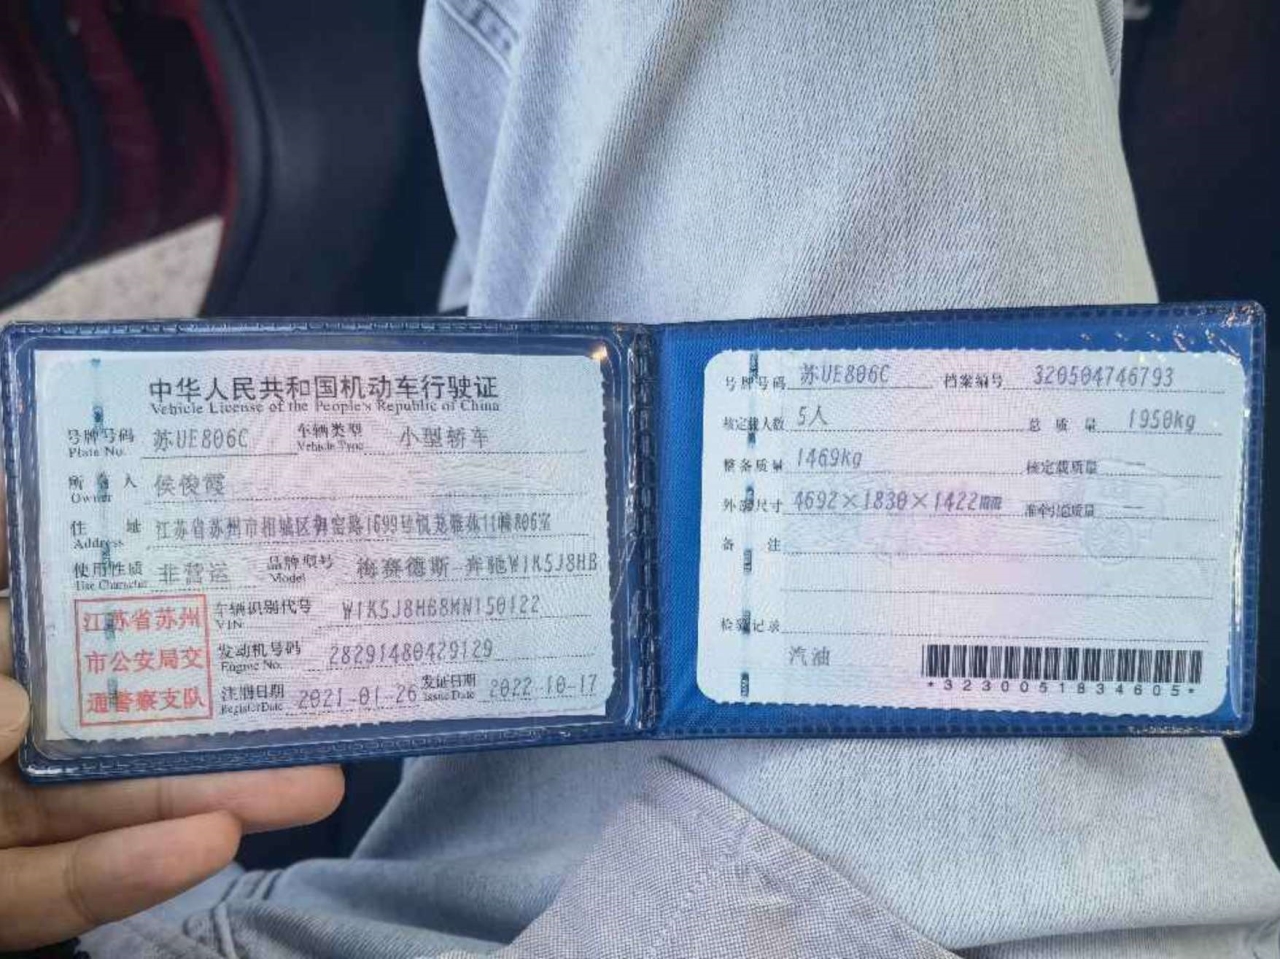 中华人民共和国机动车行驶证
Vehicle License of the People's Republic of China
号牌号码 苏UE806C 车辆类型 小型轿车
Plate No. Vehicle Type
所有人 侯俊霞
Owner
住址 江苏省苏州市相城区御窑路1699号悦茏雅苑11幢806室
Address
使用性质 非营运 品牌型号 梅赛德斯-奔驰W1K5J8HB
Use Character Model
江苏省苏州
市公安局交
通警察支队
车辆识别代号 W1K5J8HB8MN150122
VIN
发动机号码 28291480429129
Engine No.
注册日期 2021-01-26 发证日期 2022-10-17
Register Date Issue Date
号牌号码 苏UE806C 档案编号 320504746793
核定载人数 5人 总质量 1950kg
整备质量 1469kg 核定载质量 —
外廓尺寸 4692×1830×1422mm 准牵引总质量 —
备注
检验记录
汽油
*3230051834605*